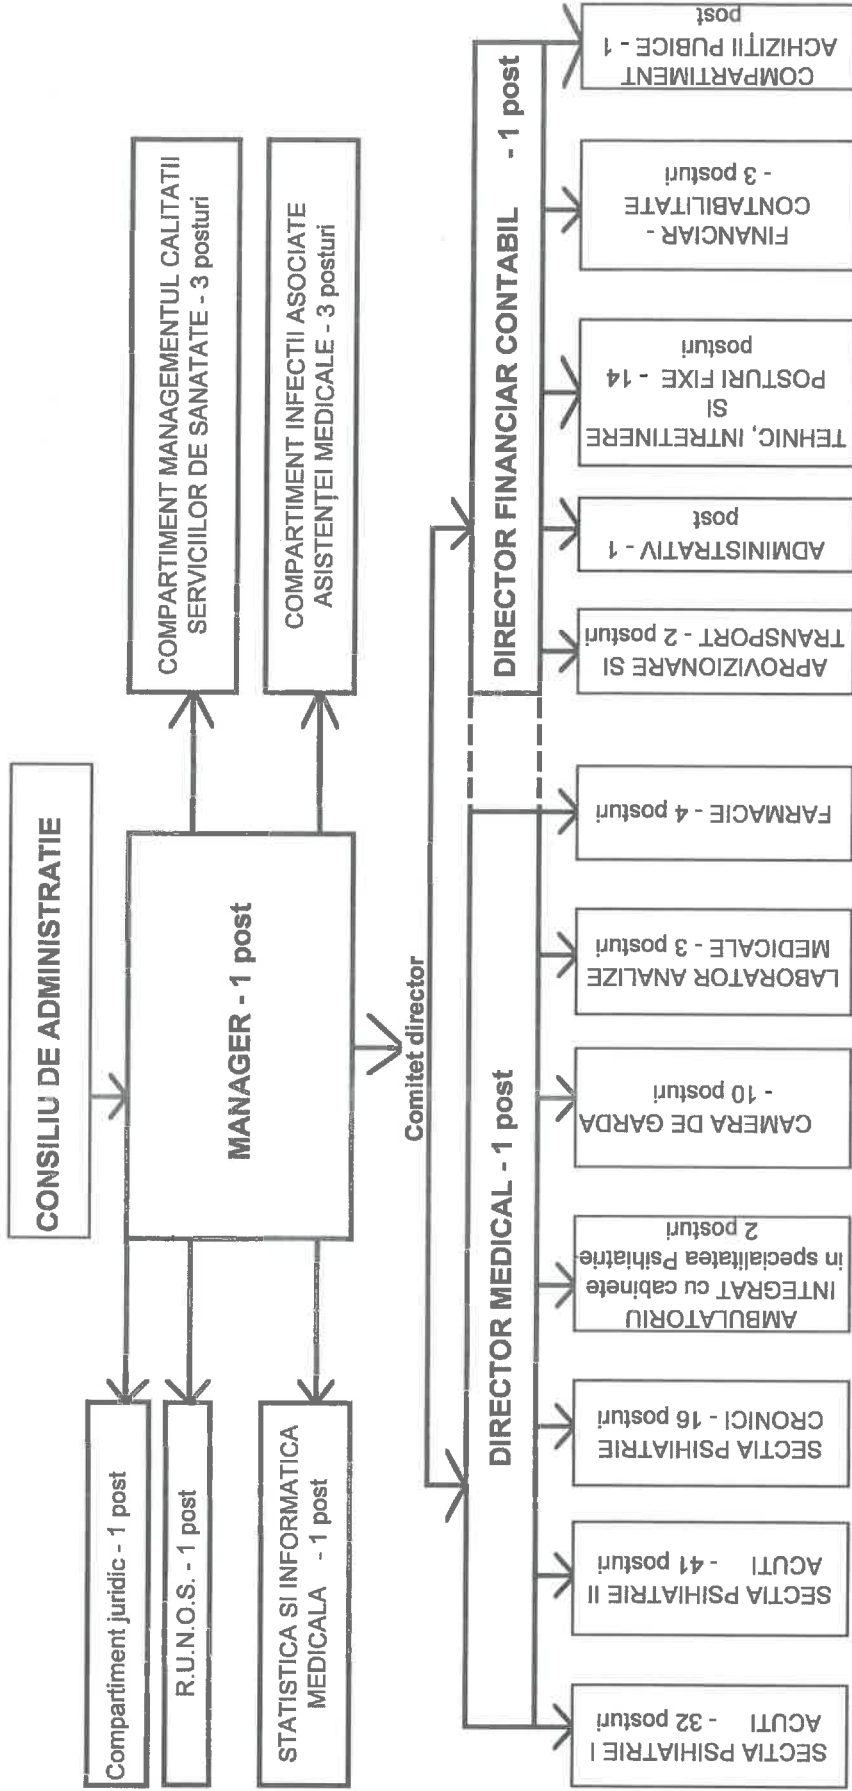 CONSILIU DE ADMINISTRATIE
MANAGER - 1 post
Compartiment juridic - 1 post
R.U.N.O.S. - 1 post
STATISTICA SI INFORMATICA
MEDICALA - 1 post
COMPARTIMENT MANAGEMENTUL CALITATII
SERVICIILOR DE SANATATE - 3 posturi
COMPARTIMENT INFECTII ASOCIATE
ASISTENȚEI MEDICALE - 3 posturi
Comitet director
DIRECTOR MEDICAL - 1 post
DIRECTOR FINANCIAR CONTABIL - 1 post
SECTIA PSIHIATRIE I
ACUTI - 32 posturi
SECTIA PSIHIATRIE II
ACUTI - 41 posturi
SECTIA PSIHIATRIE
CRONICI - 16 posturi
AMBULATORIU
INTEGRAT cu cabinete
in specialitatea Psihiatrie-
2 posturi
CAMERA DE GARDA
- 10 posturi
LABORATOR ANALIZE
MEDICALE - 3 posturi
FARMACIE - 4 posturi
APROVIZIONARE SI
TRANSPORT - 2 posturi
ADMINISTRATIV - 1
post
TEHNIC, INTRETINERE
SI
POSTURI FIXE - 14
posturi
FINANCIAR -
CONTABILITATE
- 3 posturi
COMPARTIMENT
ACHIZIȚII PUBICE - 1
post